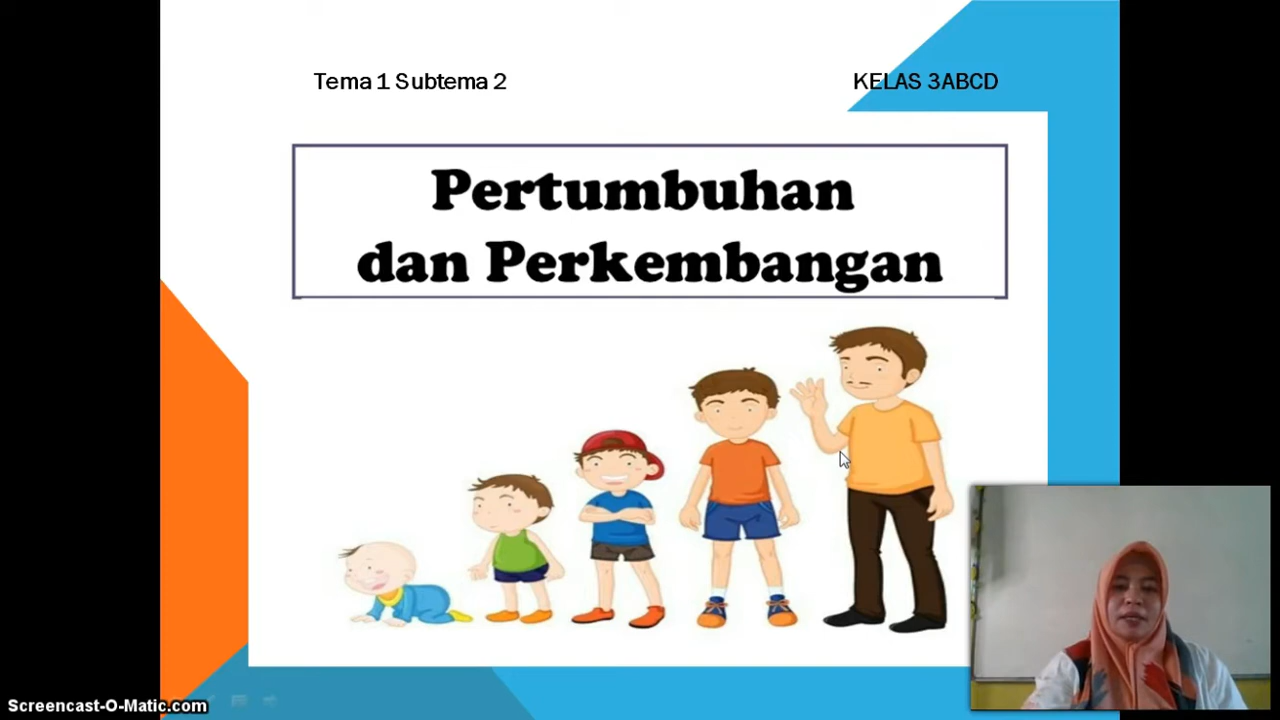 Tema 1 Subtema 2
KELAS 3ABCD
Pertumbuhan
dan Perkembangan
Screencast-O-Matic.com